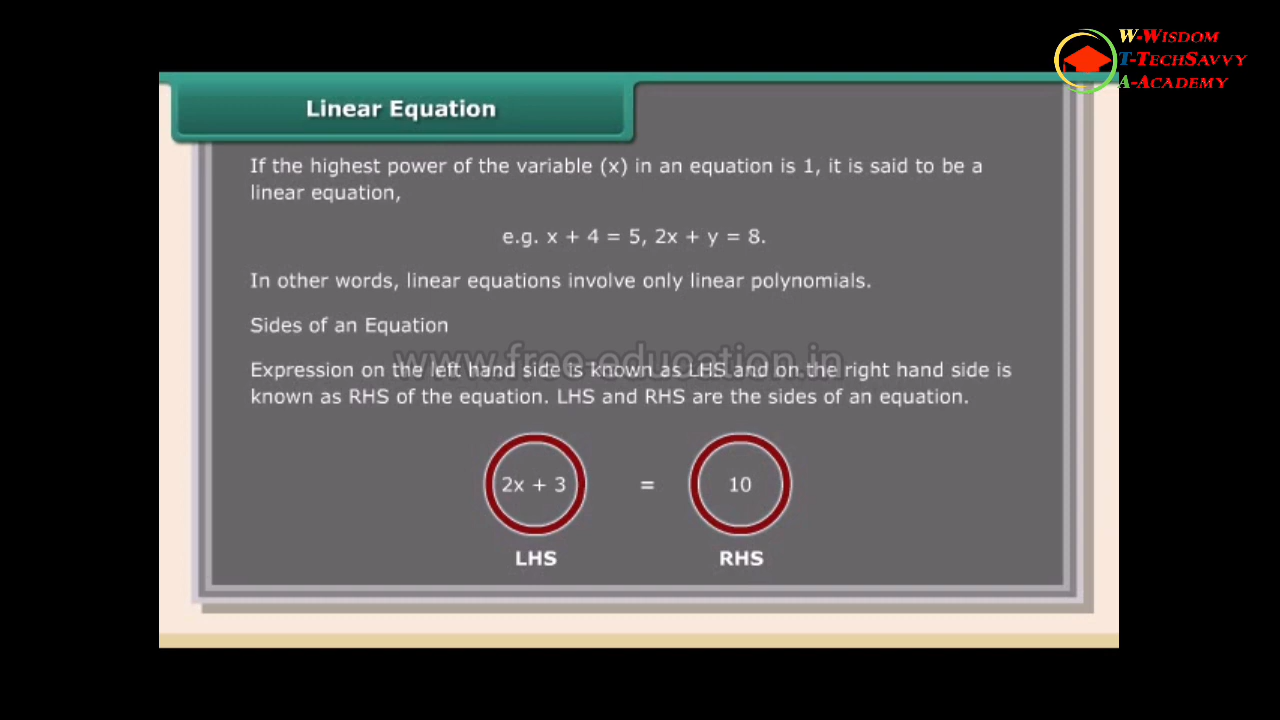 W-Wisdom
T-TechSavvy
A-Academy
Linear Equation
If the highest power of the variable (x) in an equation is 1, it is said to be a
linear equation,
e.g. x + 4 = 5, 2x + y = 8.
In other words, linear equations involve only linear polynomials.
Sides of an Equation
www.free-education.in
Expression on the left hand side is known as LHS and on the right hand side is
known as RHS of the equation. LHS and RHS are the sides of an equation.
2x + 3 = 10
LHS RHS